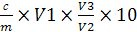 c/m × V1 × V3/V2 × 10